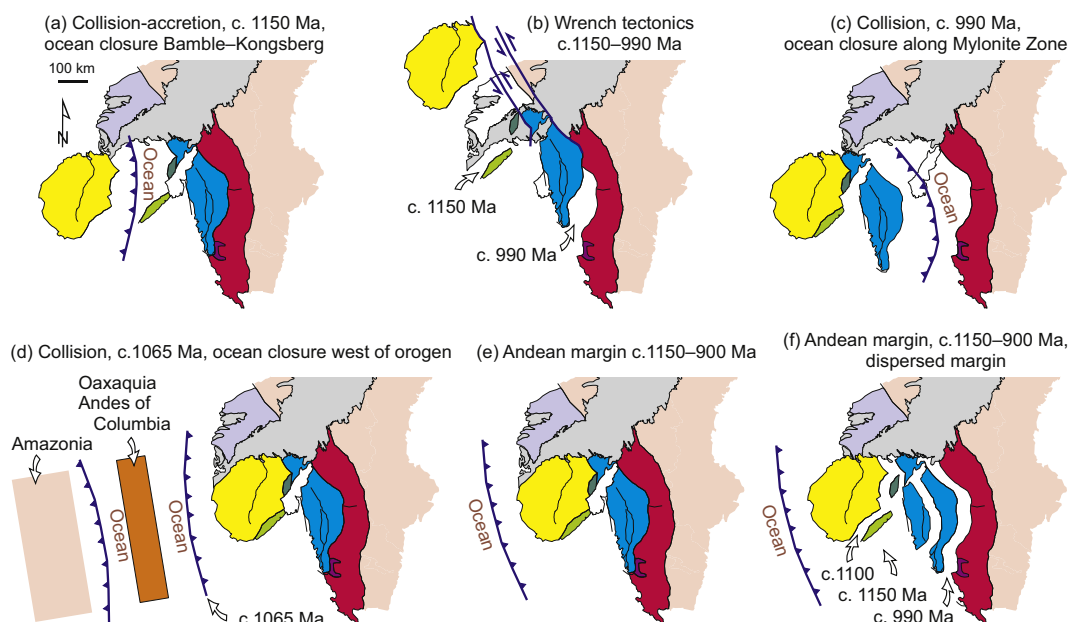 (a) Collision-accretion, c. 1150 Ma,
ocean closure Bamble–Kongsberg
100 km
N
Ocean
(b) Wrench tectonics
c.1150–990 Ma
c. 1150 Ma
c. 990 Ma
(c) Collision, c. 990 Ma,
ocean closure along Mylonite Zone
Ocean
(d) Collision, c.1065 Ma, ocean closure west of orogen
Oaxaquia
Andes of
Columbia
Amazonia
Ocean
Ocean
c.1065 Ma
(e) Andean margin c.1150–900 Ma
Ocean
(f) Andean margin, c.1150–900 Ma,
dispersed margin
Ocean
c.1100
c. 1150 Ma
c. 990 Ma